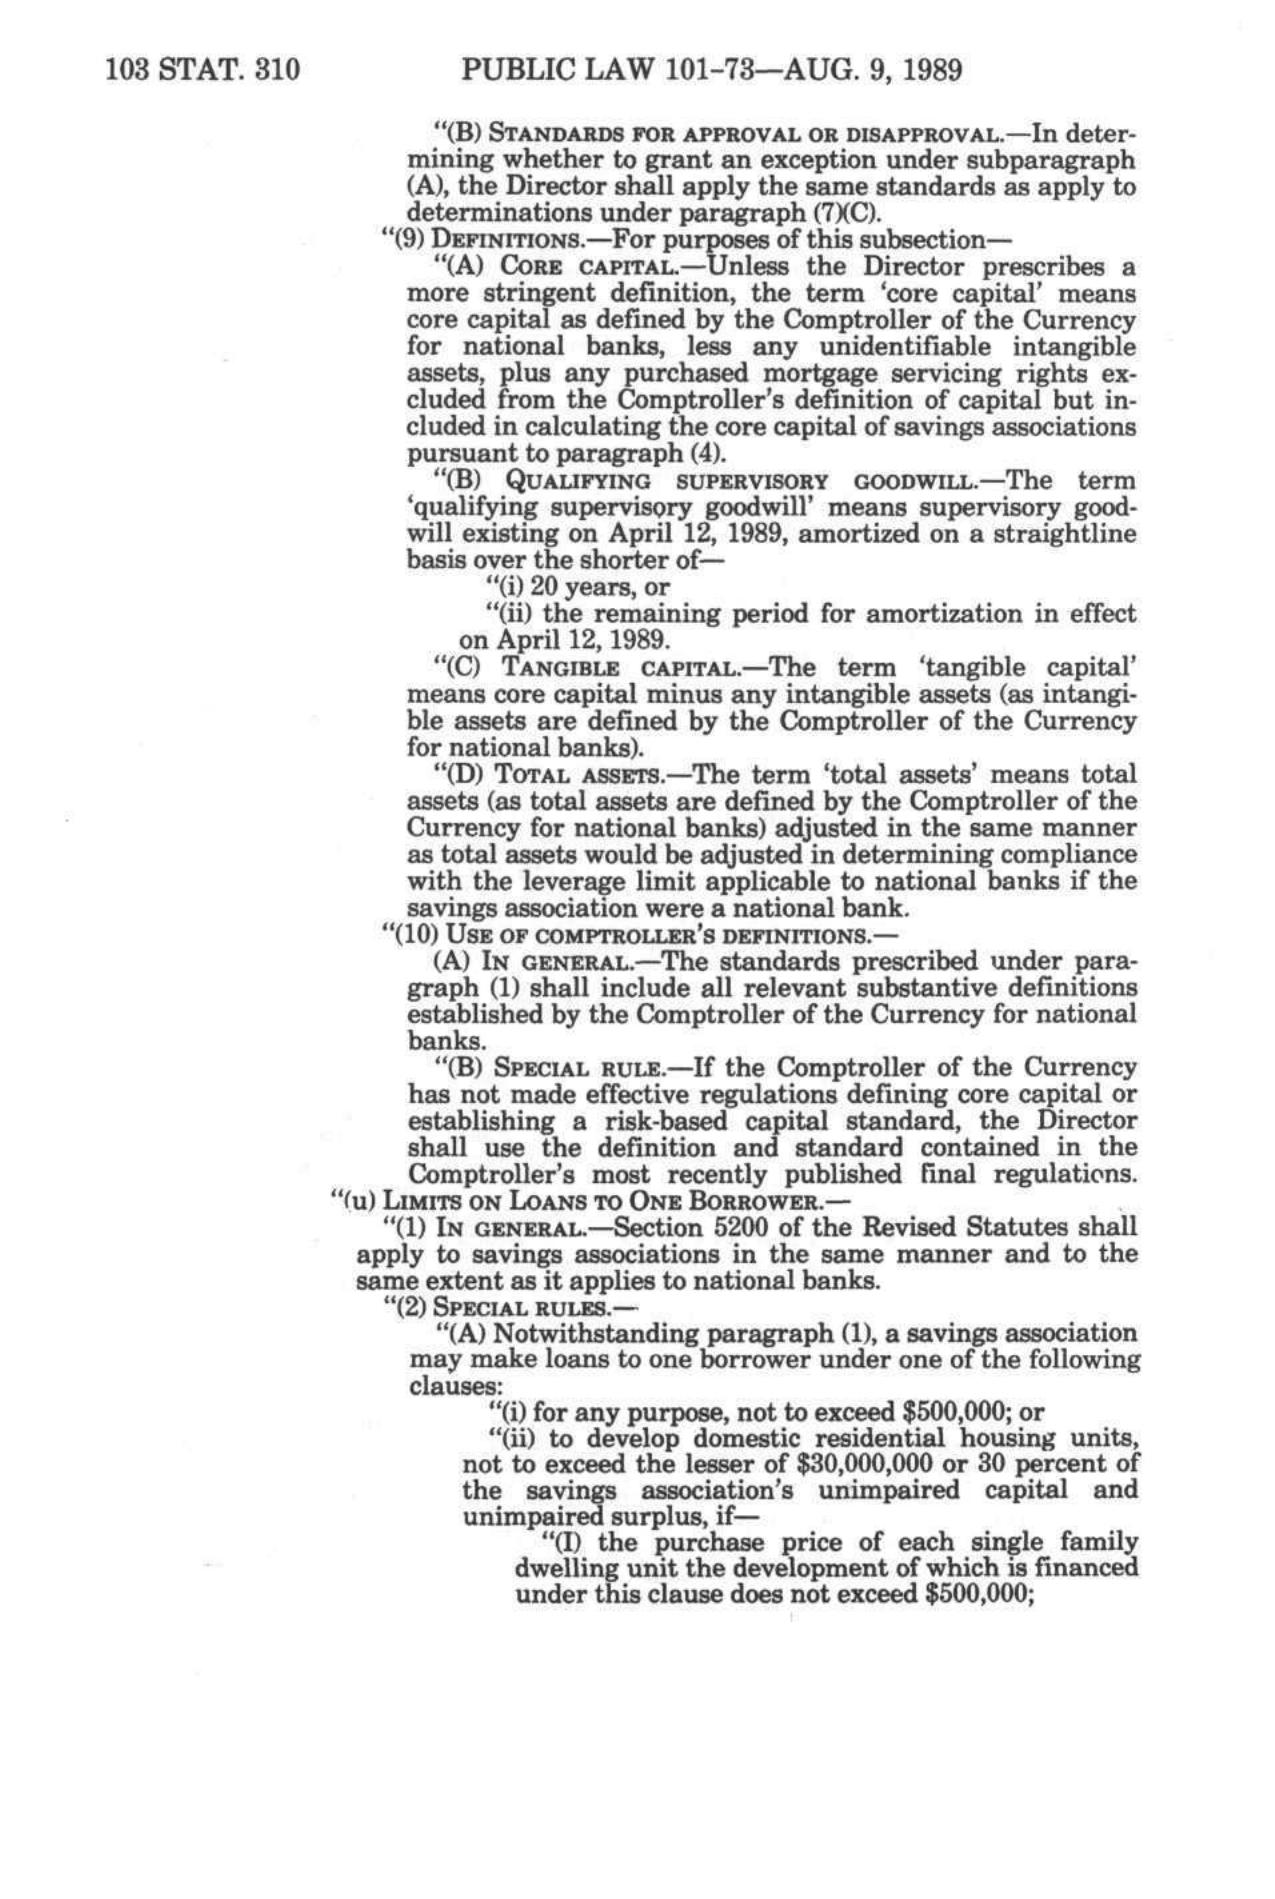 103 STAT. 310 PUBLIC LAW 101-73—AUG. 9, 1989
"(B) STANDARDS FOR APPROVAL OR DISAPPROVAL.—In deter-
mining whether to grant an exception under subparagraph
(A), the Director shall apply the same standards as apply to
determinations under paragraph (7)(C).
"(9) DEFINITIONS.—For purposes of this subsection—
"(A) CORE CAPITAL.—Unless the Director prescribes a
more stringent definition, the term 'core capital' means
core capital as defined by the Comptroller of the Currency
for national banks, less any unidentifiable intangible
assets, plus any purchased mortgage servicing rights ex-
cluded from the Comptroller's definition of capital but in-
cluded in calculating the core capital of savings associations
pursuant to paragraph (4).
"(B) QUALIFYING SUPERVISORY GOODWILL.—The term
'qualifying supervisory goodwill' means supervisory good-
will existing on April 12, 1989, amortized on a straightline
basis over the shorter of—
"(i) 20 years, or
"(ii) the remaining period for amortization in effect
on April 12, 1989.
"(C) TANGIBLE CAPITAL.—The term 'tangible capital'
means core capital minus any intangible assets (as intangi-
ble assets are defined by the Comptroller of the Currency
for national banks).
"(D) TOTAL ASSETS.—The term 'total assets' means total
assets (as total assets are defined by the Comptroller of the
Currency for national banks) adjusted in the same manner
as total assets would be adjusted in determining compliance
with the leverage limit applicable to national banks if the
savings association were a national bank.
"(10) USE OF COMPTROLLER'S DEFINITIONS.—
(A) IN GENERAL.—The standards prescribed under para-
graph (1) shall include all relevant substantive definitions
established by the Comptroller of the Currency for national
banks.
"(B) SPECIAL RULE.—If the Comptroller of the Currency
has not made effective regulations defining core capital or
establishing a risk-based capital standard, the Director
shall use the definition and standard contained in the
Comptroller's most recently published final regulations.
"(u) LIMITS ON LOANS TO ONE BORROWER.—
"(1) IN GENERAL.—Section 5200 of the Revised Statutes shall
apply to savings associations in the same manner and to the
same extent as it applies to national banks.
"(2) SPECIAL RULES.—
"(A) Notwithstanding paragraph (1), a savings association
may make loans to one borrower under one of the following
clauses:
"(i) for any purpose, not to exceed $500,000; or
"(ii) to develop domestic residential housing units,
not to exceed the lesser of $30,000,000 or 30 percent of
the savings association's unimpaired capital and
unimpaired surplus, if—
"(I) the purchase price of each single family
dwelling unit the development of which is financed
under this clause does not exceed $500,000;